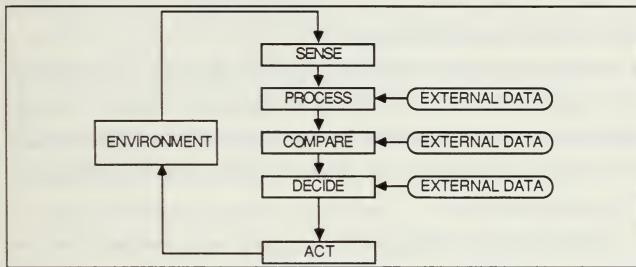 SENSE
PROCESS EXTERNAL DATA
ENVIRONMENT COMPARE EXTERNAL DATA
DECIDE EXTERNAL DATA
ACT